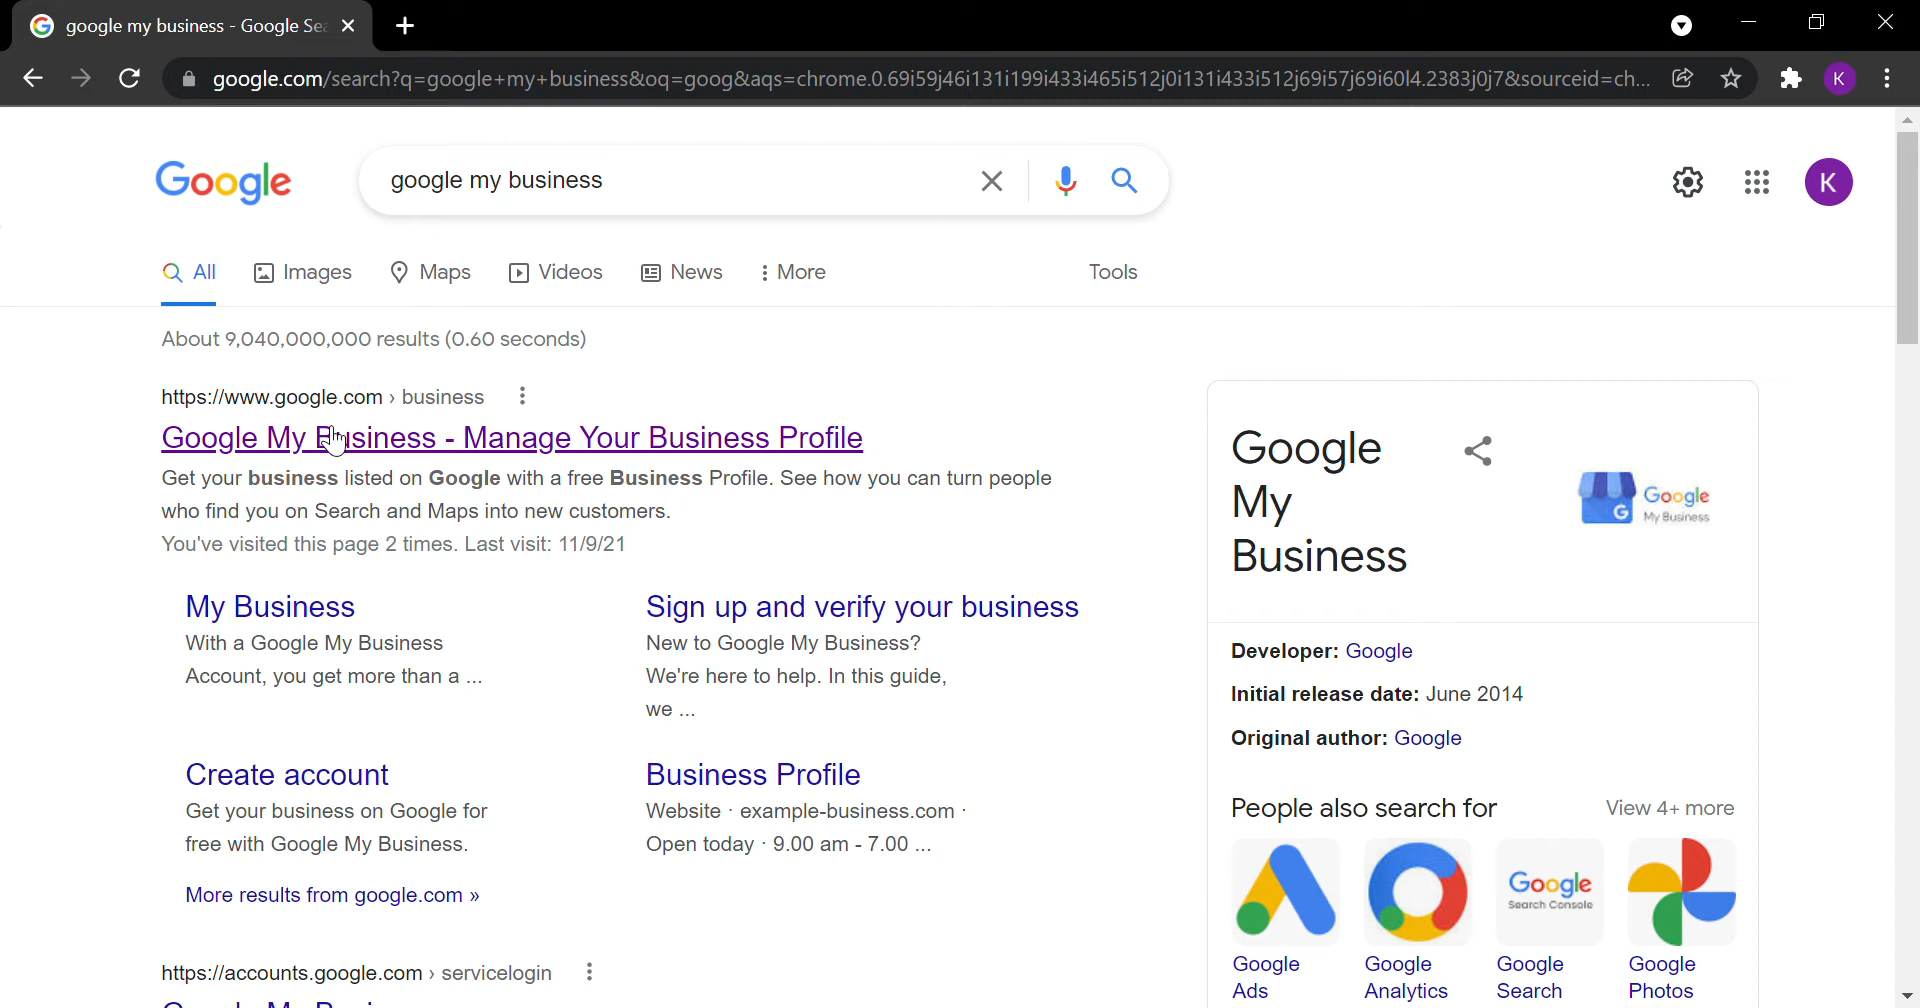 google my business - Google Sea
google.com/search?q=google+my+business&oq=goog&aqs=chrome.0.69i59j46i131i199i433i465i512j0i131i433i512j69i57j69i60l4.2383j0j7&sourceid=ch...
K
Google
google my business
K
All
Images
Maps
Videos
News
More
Tools
About 9,040,000,000 results (0.60 seconds)
https://www.google.com › business
Google My Business - Manage Your Business Profile
Get your business listed on Google with a free Business Profile. See how you can turn people
who find you on Search and Maps into new customers.
You've visited this page 2 times. Last visit: 11/9/21
My Business
With a Google My Business
Account, you get more than a ...
Sign up and verify your business
New to Google My Business?
We're here to help. In this guide,
we ...
Create account
Get your business on Google for
free with Google My Business.
Business Profile
Website · example-business.com ·
Open today · 9.00 am - 7.00 ...
More results from google.com »
https://accounts.google.com › servicelogin
Google
My
Business
G
Google
My Business
Developer: Google
Initial release date: June 2014
Original author: Google
People also search for
View 4+ more
Google
Search Console
Google
Ads
Google
Analytics
Google
Search
Google
Photos